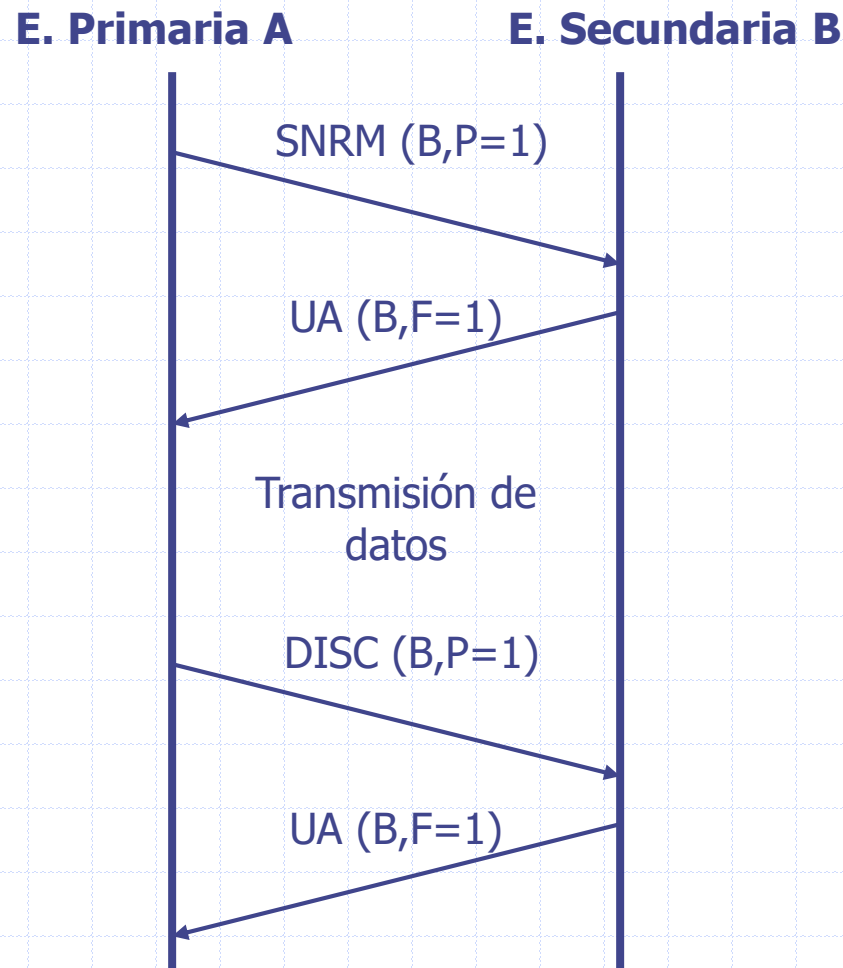 E. Primaria A
E. Secundaria B
SNRM (B,P=1)
UA (B,F=1)
Transmisión de
datos
DISC (B,P=1)
UA (B,F=1)